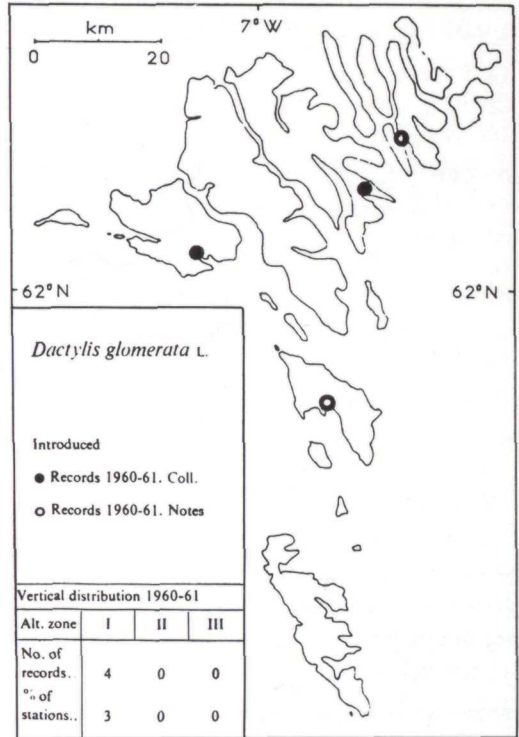 km
0 20
7° W
62° N
62° N
Dactylis glomerata L.
Introduced
● Records 1960-61. Coll.
o Records 1960-61. Notes
Vertical distribution 1960-61
Alt. zone I II III
No. of
records.. 4 0 0
% of
stations.. 3 0 0